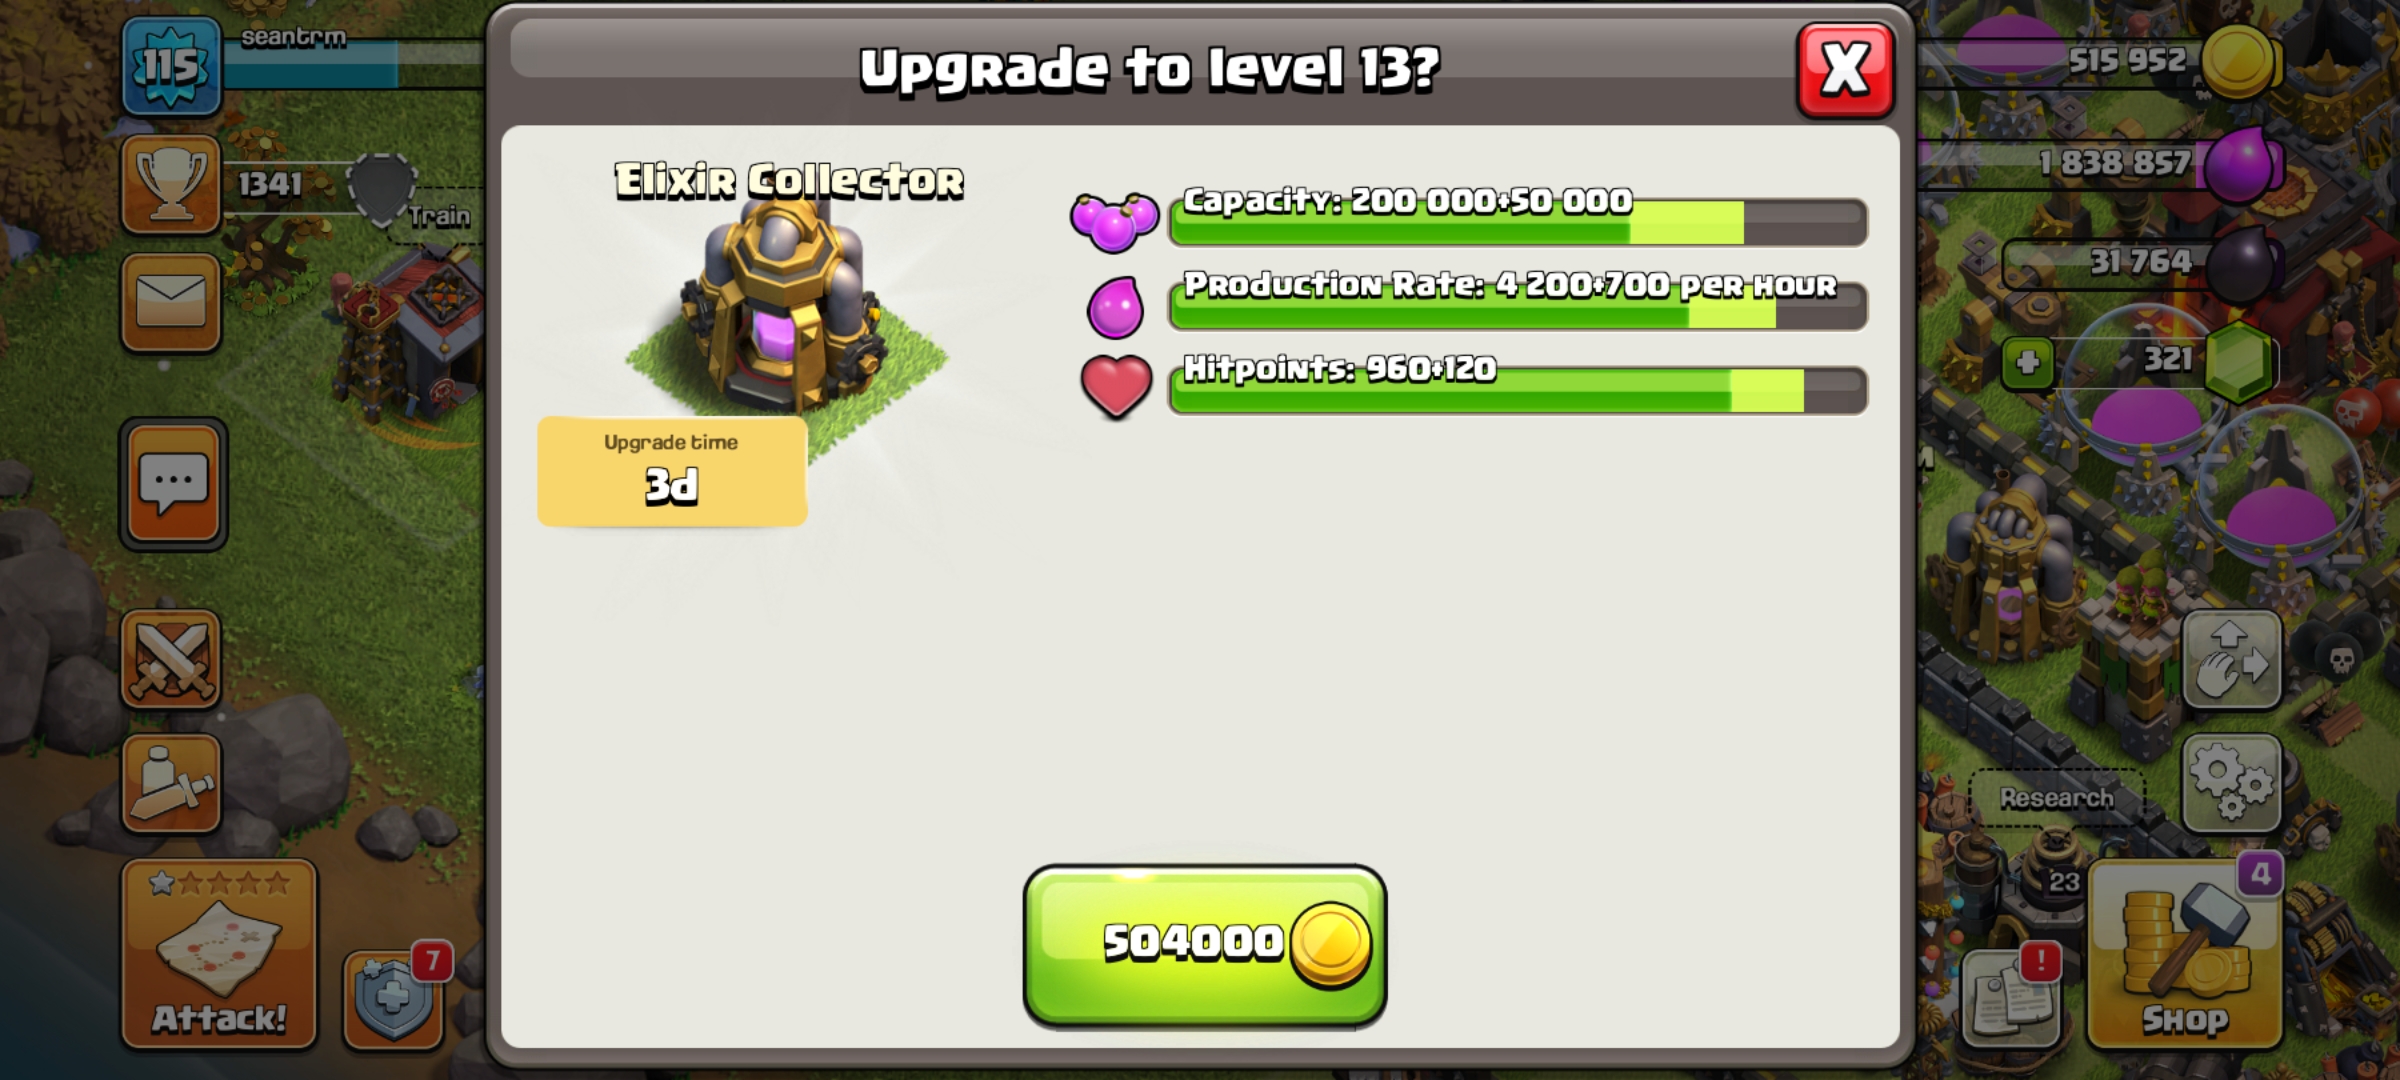 115
seantrm
1341
Train
Attack!
7
Upgrade to level 13?
X
Elixir Collector
Upgrade time
3d
Capacity: 200 000+50 000
Production Rate: 4 200+700 per hour
Hitpoints: 960+120
504000
515 952
1 838 857
31 764
+
321
Research
23
4
!
Shop